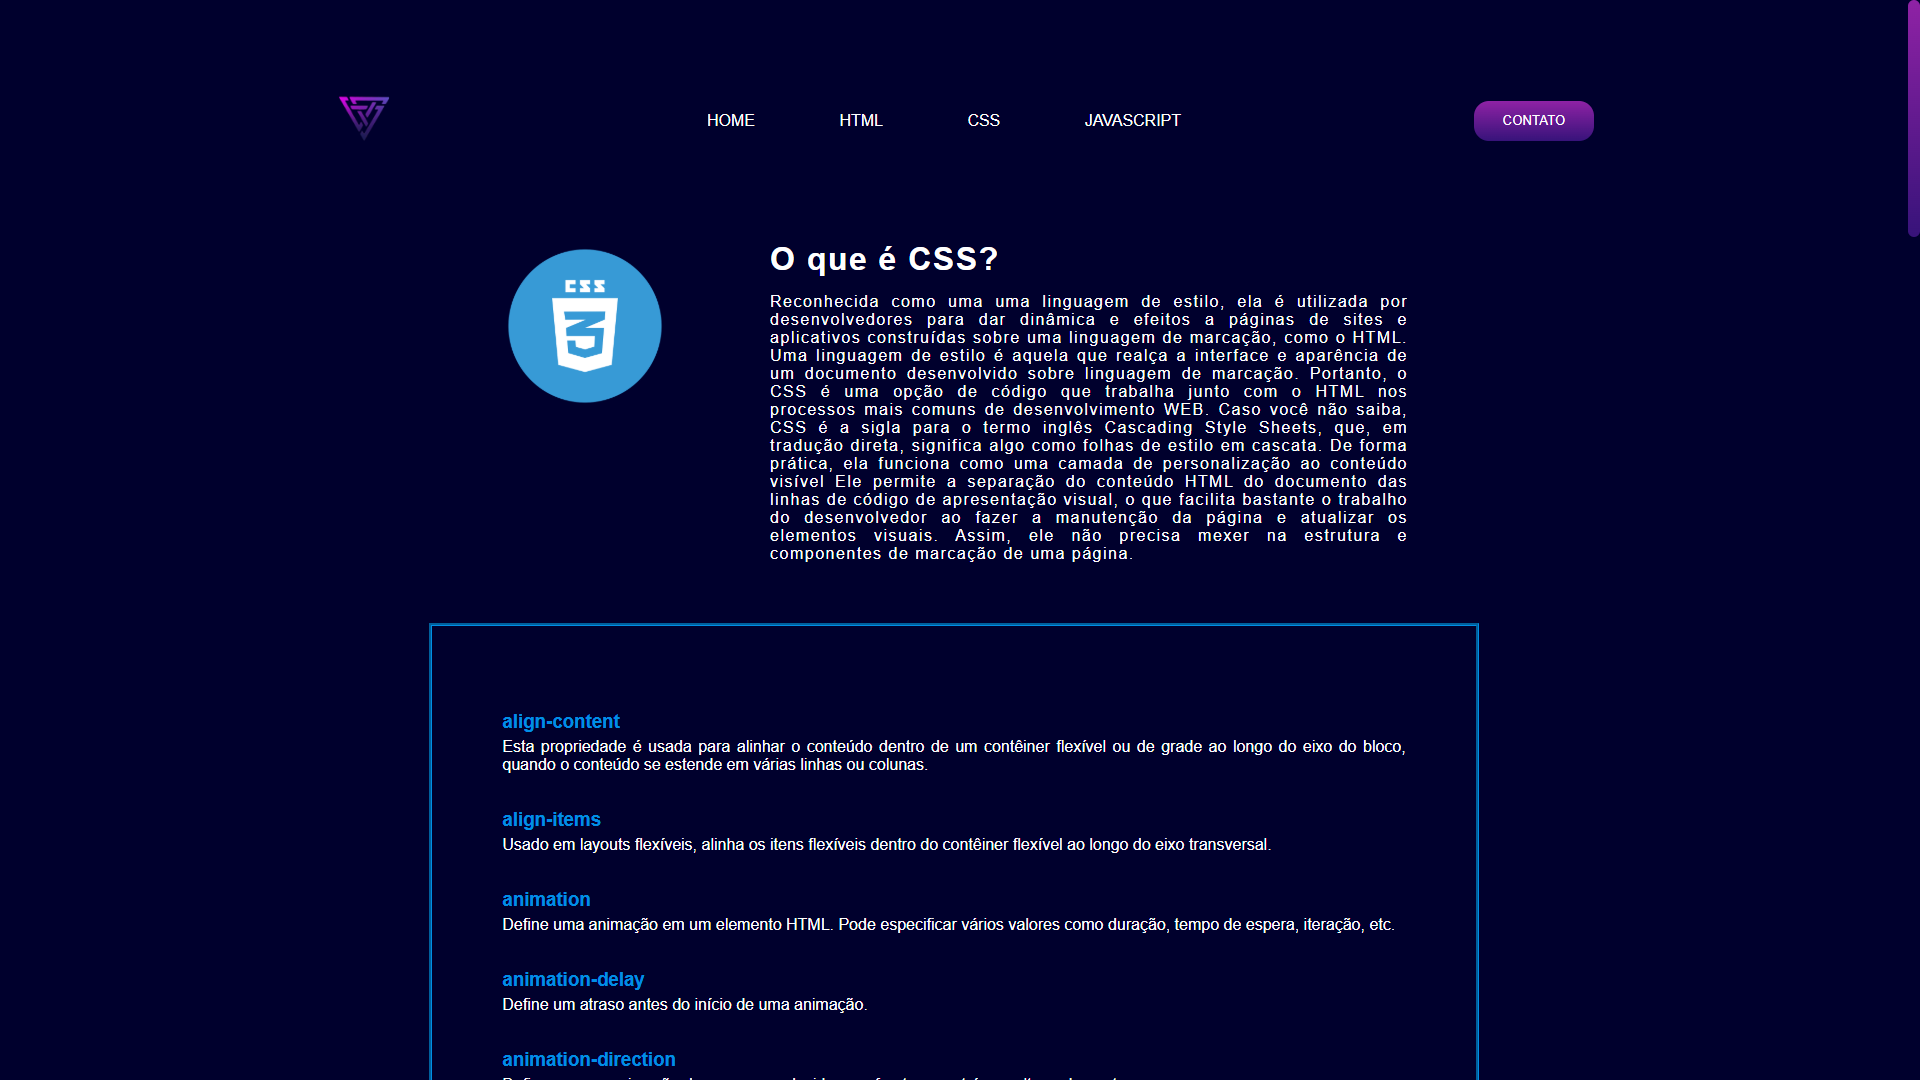 HOME HTML CSS JAVASCRIPT CONTATO
CSS
3
O que é CSS?
Reconhecida como uma uma linguagem de estilo, ela é utilizada por
desenvolvedores para dar dinâmica e efeitos a páginas de sites e
aplicativos construídas sobre uma linguagem de marcação, como o HTML.
Uma linguagem de estilo é aquela que realça a interface e aparência de
um documento desenvolvido sobre linguagem de marcação. Portanto, o
CSS é uma opção de código que trabalha junto com o HTML nos
processos mais comuns de desenvolvimento WEB. Caso você não saiba,
CSS é a sigla para o termo inglês Cascading Style Sheets, que, em
tradução direta, significa algo como folhas de estilo em cascata. De forma
prática, ela funciona como uma camada de personalização ao conteúdo
visível Ele permite a separação do conteúdo HTML do documento das
linhas de código de apresentação visual, o que facilita bastante o trabalho
do desenvolvedor ao fazer a manutenção da página e atualizar os
elementos visuais. Assim, ele não precisa mexer na estrutura e
componentes de marcação de uma página.
align-content
Esta propriedade é usada para alinhar o conteúdo dentro de um contêiner flexível ou de grade ao longo do eixo do bloco,
quando o conteúdo se estende em várias linhas ou colunas.
align-items
Usado em layouts flexíveis, alinha os itens flexíveis dentro do contêiner flexível ao longo do eixo transversal.
animation
Define uma animação em um elemento HTML. Pode especificar vários valores como duração, tempo de espera, iteração, etc.
animation-delay
Define um atraso antes do início de uma animação.
animation-direction